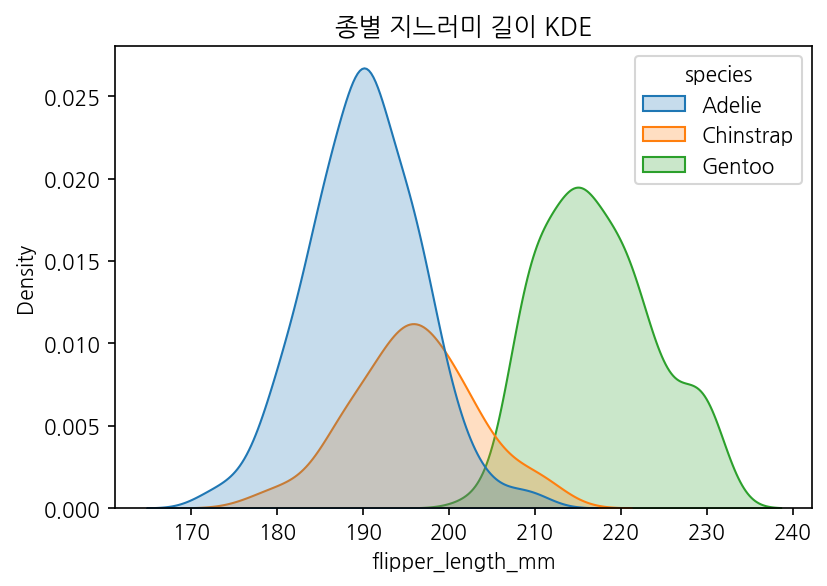 종별 지느러미 길이 KDE
species
Adelie
Chinstrap
Gentoo
Density
0.025
0.020
0.015
0.010
0.005
0.000
170 180 190 200 210 220 230 240
flipper_length_mm